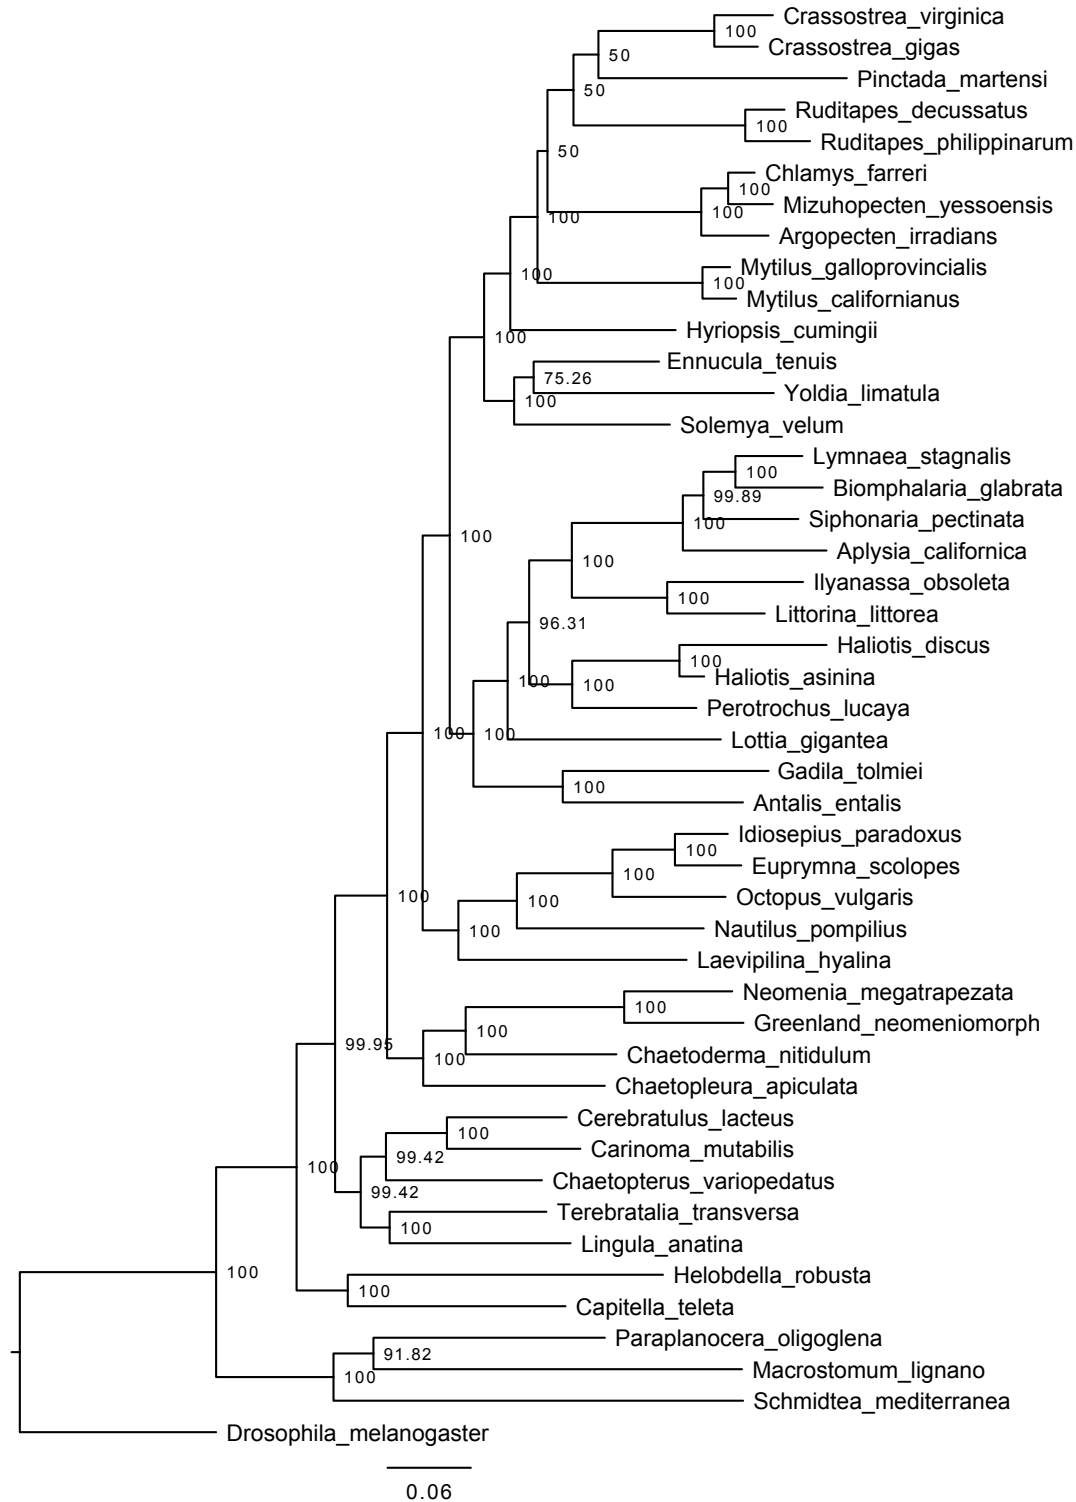 Crassostrea_virginica
100
Crassostrea_gigas
50
Pinctada_martensi
50
Ruditapes_decussatus
100
Ruditapes_philippinarum
50
Chlamys_farreri
100
Mizuhopecten_yessoensis
100
100
Argopecten_irradians
Mytilus_galloprovincialis
100
100
Mytilus_californianus
Hyriopsis_cumingii
100
Ennucula_tenuis
75.26
Yoldia_limatula
100
Solemya_velum
Lymnaea_stagnalis
100
Biomphalaria_glabrata
99.89
Siphonaria_pectinata
100
100
Aplysia_californica
100
Ilyanassa_obsoleta
100
Littorina_littorea
96.31
Haliotis_discus
100
Haliotis_asinina
100
100
Perotrochus_lucaya
100
100
Lottia_gigantea
Gadila_tolmiei
100
Antalis_entalis
Idiosepius_paradoxus
100
Euprymna_scolopes
100
100
Octopus_vulgaris
100
Nautilus_pompilius
100
Laevipilina_hyalina
Neomenia_megatrapezata
100
Greenland_neomeniomorph
100
99.95
Chaetoderma_nitidulum
100
Chaetopleura_apiculata
Cerebratulus_lacteus
100
Carinoma_mutabilis
99.42
100
Chaetopterus_variopedatus
99.42
Terebratalia_transversa
100
Lingula_anatina
100
Helobdella_robusta
100
Capitella_teleta
Paraplanocera_oligoglena
91.82
Macrostomum_lignano
100
Schmidtea_mediterranea
Drosophila_melanogaster
0.06